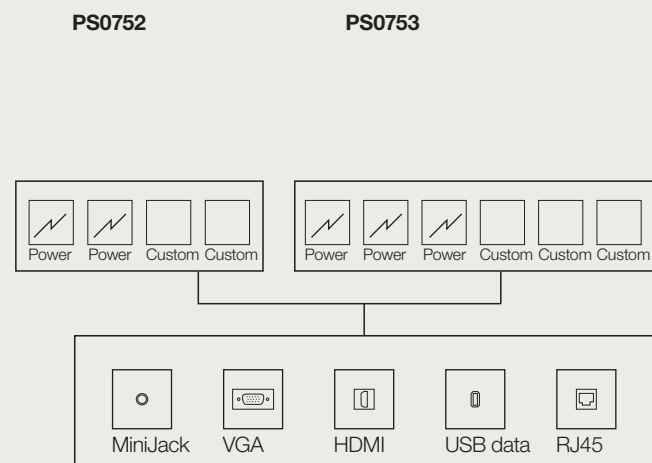 PS0752 PS0753
Power Power Custom Custom Power Power Power Custom Custom Custom
MiniJack VGA HDMI USB data RJ45